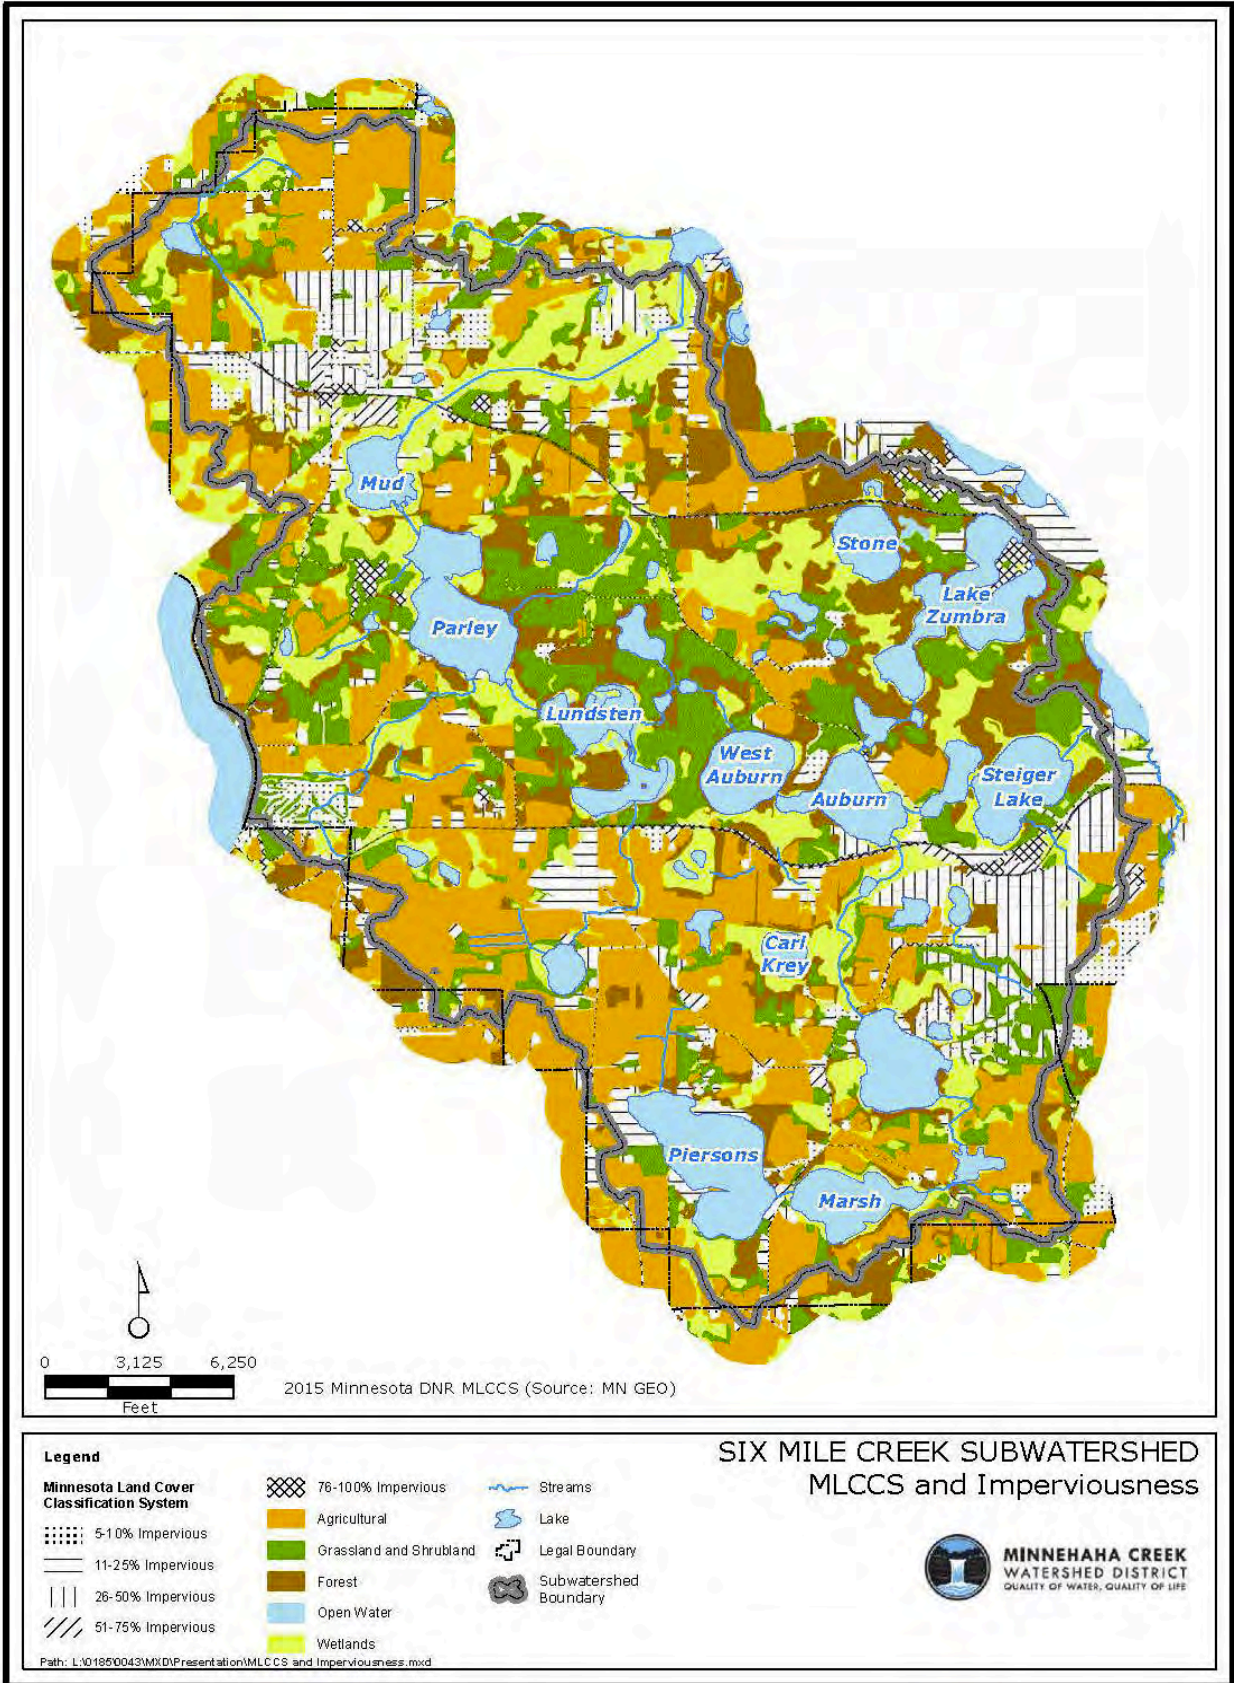 Mud
Stone
Lake
Zumbra
Parley
Lundsten
West
Auburn
Auburn
Steiger
Lake
Carl
Krey
Piersons
Marsh
0 3,125 6,250
Feet
2015 Minnesota DNR MLCCS (Source: MN GEO)
SIX MILE CREEK SUBWATERSHED
MLCCS and Imperviousness
Legend
Minnesota Land Cover
Classification System
5-10% Impervious
11-25% Impervious
26-50% Impervious
51-75% Impervious
76-100% Impervious
Agricultural
Grassland and Shrubland
Forest
Open Water
Wetlands
Streams
Lake
Legal Boundary
Subwatershed
Boundary
MINNEHAHA CREEK
WATERSHED DISTRICT
QUALITY OF WATER, QUALITY OF LIFE
Path: L:\0185\0043\MXD\Presentation\MLCCS and Imperviousness.mxd